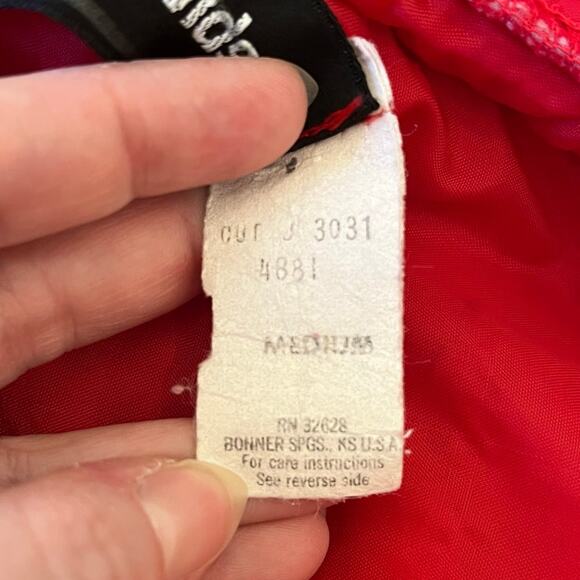 CUT J 3031
4881
MEDIUM
RN 32628
BONNER SPGS., KS U.S.A
For care instructions
See reverse side